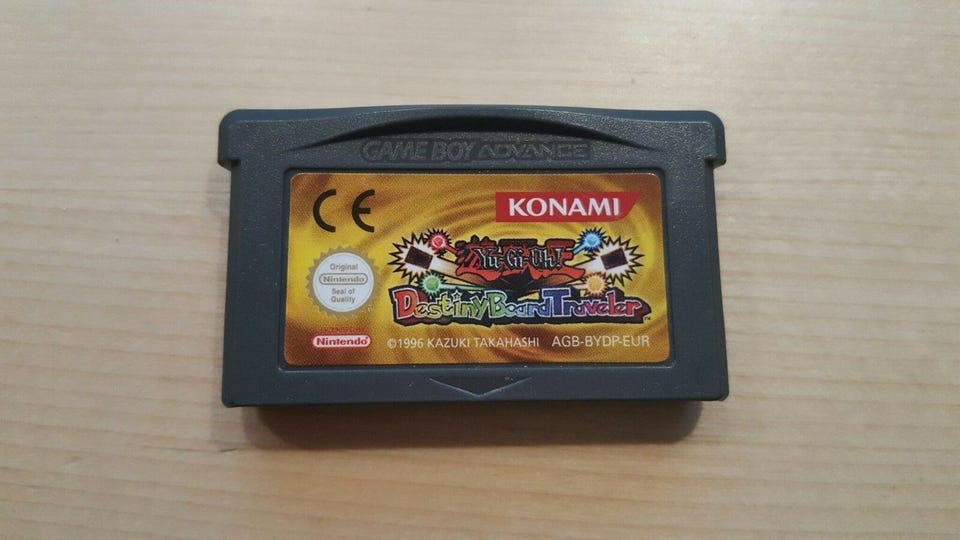 GAME BOY ADVANCE
CE
KONAMI
Yu-Gi-Oh!
Destiny Board Traveler™
Original
Nintendo
Seal of
Quality
Nintendo
©1996 KAZUKI TAKAHASHI AGB-BYDP-EUR